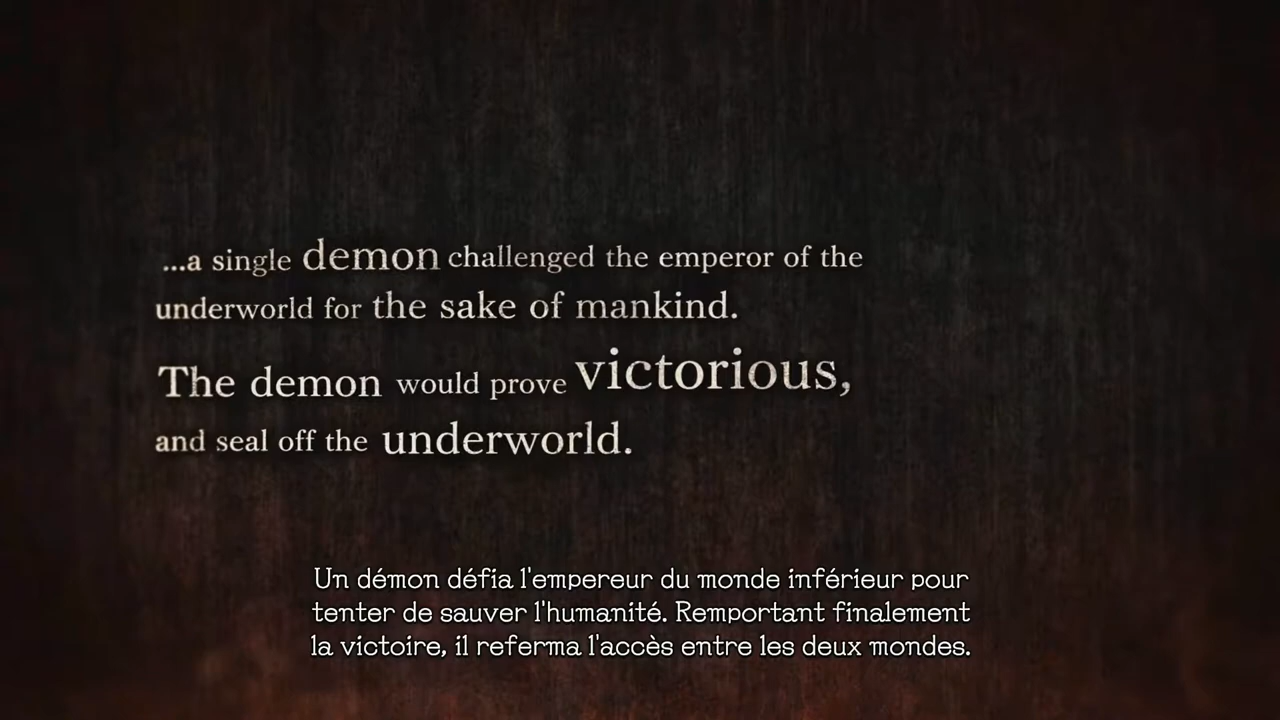 ...a single demon challenged the emperor of the
underworld for the sake of mankind.
The demon would prove victorious,
and seal off the underworld.
Un démon défia l'empereur du monde inférieur pour
tenter de sauver l'humanité. Remportant finalement
la victoire, il referma l'accès entre les deux mondes.